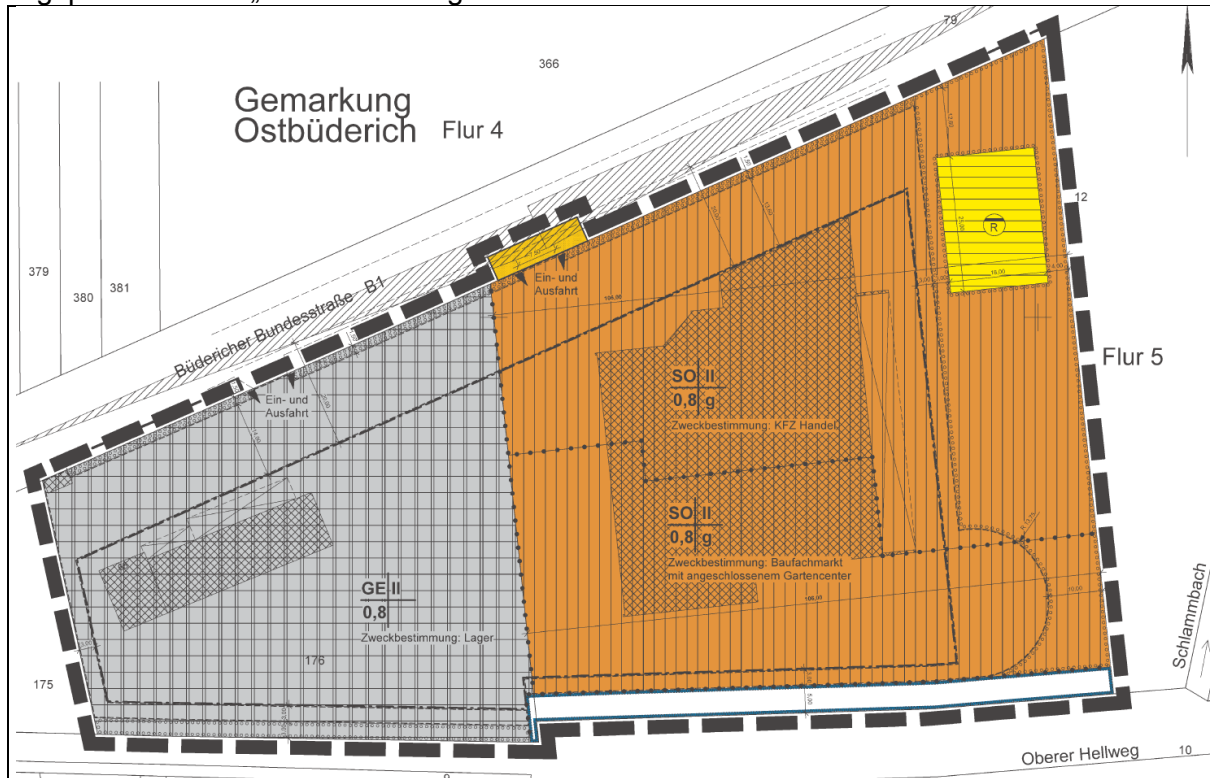 79
366
Gemarkung
Ostbüderich Flur 4
12
R
379
380
381
Büdericher Bundesstraße B1
Ein- und
Ausfahrt
Flur 5
Ein- und
Ausfahrt
SO II
0,8 g
Zweckbestimmung: KFZ Handel
SO II
0,8 g
Zweckbestimmung: Baufachmarkt
mit angeschlossenem Gartencenter
GE II
0,8
Zweckbestimmung: Lager
176
175
Schlammbach
Oberer Hellweg 10